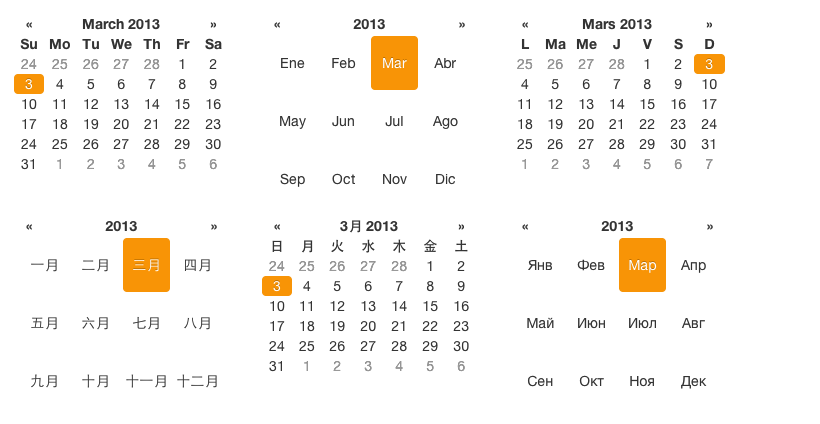 « March 2013 »
Su Mo Tu We Th Fr Sa
24 25 26 27 28 1 2
3 4 5 6 7 8 9
10 11 12 13 14 15 16
17 18 19 20 21 22 23
24 25 26 27 28 29 30
31 1 2 3 4 5 6
« 2013 »
Ene Feb Mar Abr
May Jun Jul Ago
Sep Oct Nov Dic
« Mars 2013 »
L Ma Me J V S D
25 26 27 28 1 2 3
4 5 6 7 8 9 10
11 12 13 14 15 16 17
18 19 20 21 22 23 24
25 26 27 28 29 30 31
1 2 3 4 5 6 7
« 2013 »
一月 二月 三月 四月
五月 六月 七月 八月
九月 十月 十一月 十二月
« 3月 2013 »
日 月 火 水 木 金 土
24 25 26 27 28 1 2
3 4 5 6 7 8 9
10 11 12 13 14 15 16
17 18 19 20 21 22 23
24 25 26 27 28 29 30
31 1 2 3 4 5 6
« 2013 »
Янв Фев Мар Апр
Май Июн Июл Авг
Сен Окт Ноя Дек